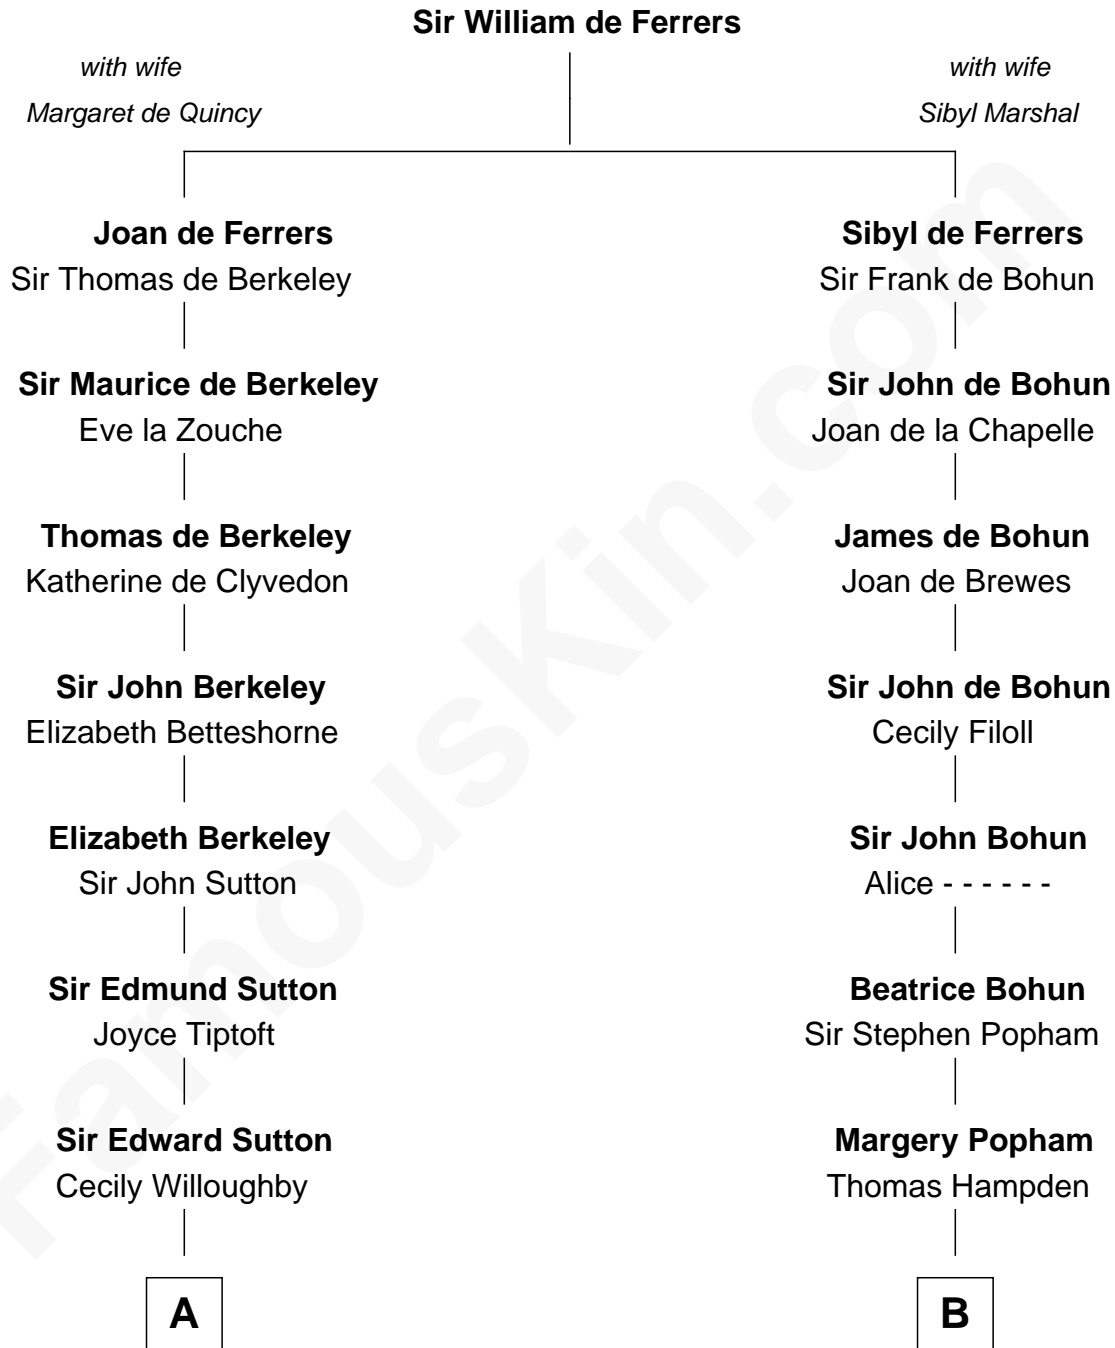 Sir William de Ferrers
with wife
Margaret de Quincy
with wife
Sibyl Marshal
Joan de Ferrers
Sir Thomas de Berkeley
Sibyl de Ferrers
Sir Frank de Bohun
Sir Maurice de Berkeley
Eve la Zouche
Sir John de Bohun
Joan de la Chapelle
Thomas de Berkeley
Katherine de Clyvedon
James de Bohun
Joan de Brewes
Sir John Berkeley
Elizabeth Betteshorne
Sir John de Bohun
Cecily Filoll
Elizabeth Berkeley
Sir John Sutton
Sir John Bohun
Alice - - - - - -
Sir Edmund Sutton
Joyce Tiptoft
Beatrice Bohun
Sir Stephen Popham
Sir Edward Sutton
Cecily Willoughby
Margery Popham
Thomas Hampden
A
B
FamousKin.com